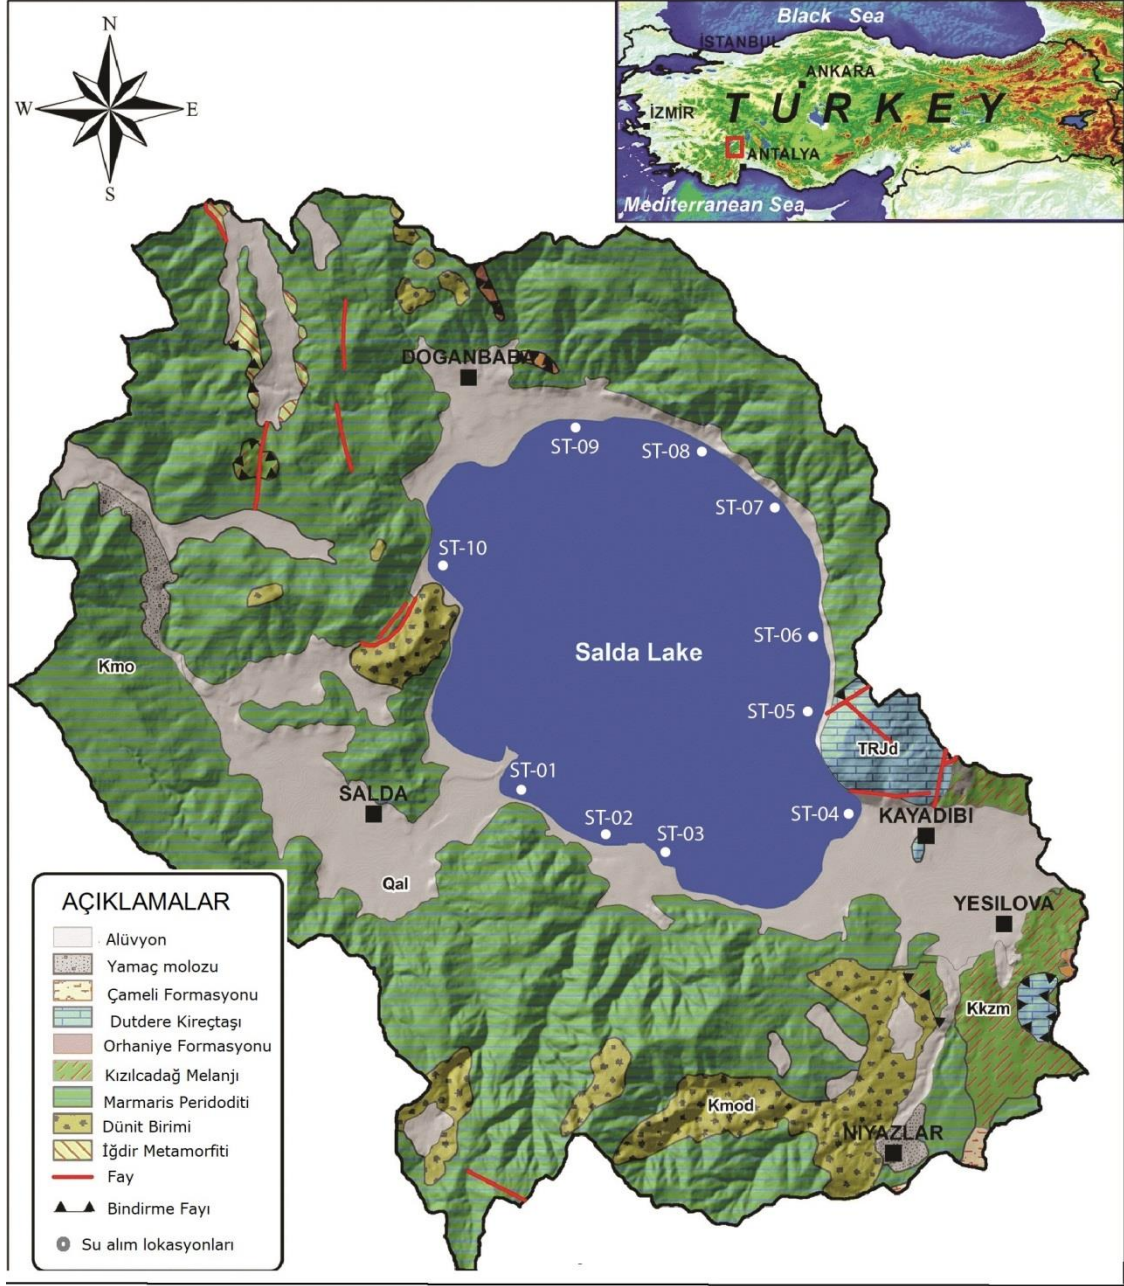 N
W
E
S
Black Sea
İSTANBUL
ANKARA
İZMİR
TURKEY
ANTALYA
Mediterranean Sea
DOGANBABA
ST-09
ST-08
ST-07
ST-10
ST-06
Salda Lake
Kmo
ST-05
TRJd
ST-01
SALDA
ST-02
ST-03
ST-04
KAYADIBI
Qal
YESILOVA
Kkzm
Kmod
NIYAZLAR
AÇIKLAMALAR
Alüvyon
Yamaç molozu
Çameli Formasyonu
Dutdere Kireçtaşı
Orhaniye Formasyonu
Kızılcadağ Melanjı
Marmaris Peridoditi
Dünit Birimi
İğdir Metamorfiti
Fay
Bindirme Fayı
Su alım lokasyonları